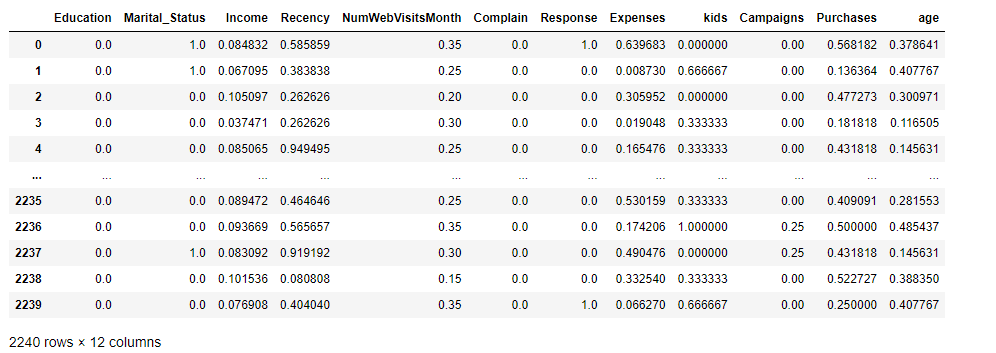 Education Marital_Status Income Recency NumWebVisitsMonth Complain Response Expenses kids Campaigns Purchases age
0 0.0 1.0 0.084832 0.585859 0.35 0.0 1.0 0.639683 0.000000 0.00 0.568182 0.378641
1 0.0 1.0 0.067095 0.383838 0.25 0.0 0.0 0.008730 0.666667 0.00 0.136364 0.407767
2 0.0 0.0 0.105097 0.262626 0.20 0.0 0.0 0.305952 0.000000 0.00 0.477273 0.300971
3 0.0 0.0 0.037471 0.262626 0.30 0.0 0.0 0.019048 0.333333 0.00 0.181818 0.116505
4 0.0 0.0 0.085065 0.949495 0.25 0.0 0.0 0.165476 0.333333 0.00 0.431818 0.145631
... ... ... ... ... ... ... ... ... ... ... ... ...
2235 0.0 0.0 0.089472 0.464646 0.25 0.0 0.0 0.530159 0.333333 0.00 0.409091 0.281553
2236 0.0 0.0 0.093669 0.565657 0.35 0.0 0.0 0.174206 1.000000 0.25 0.500000 0.485437
2237 0.0 1.0 0.083092 0.919192 0.30 0.0 0.0 0.490476 0.000000 0.25 0.431818 0.145631
2238 0.0 0.0 0.101536 0.080808 0.15 0.0 0.0 0.332540 0.333333 0.00 0.522727 0.388350
2239 0.0 0.0 0.076908 0.404040 0.35 0.0 1.0 0.066270 0.666667 0.00 0.250000 0.407767
2240 rows × 12 columns